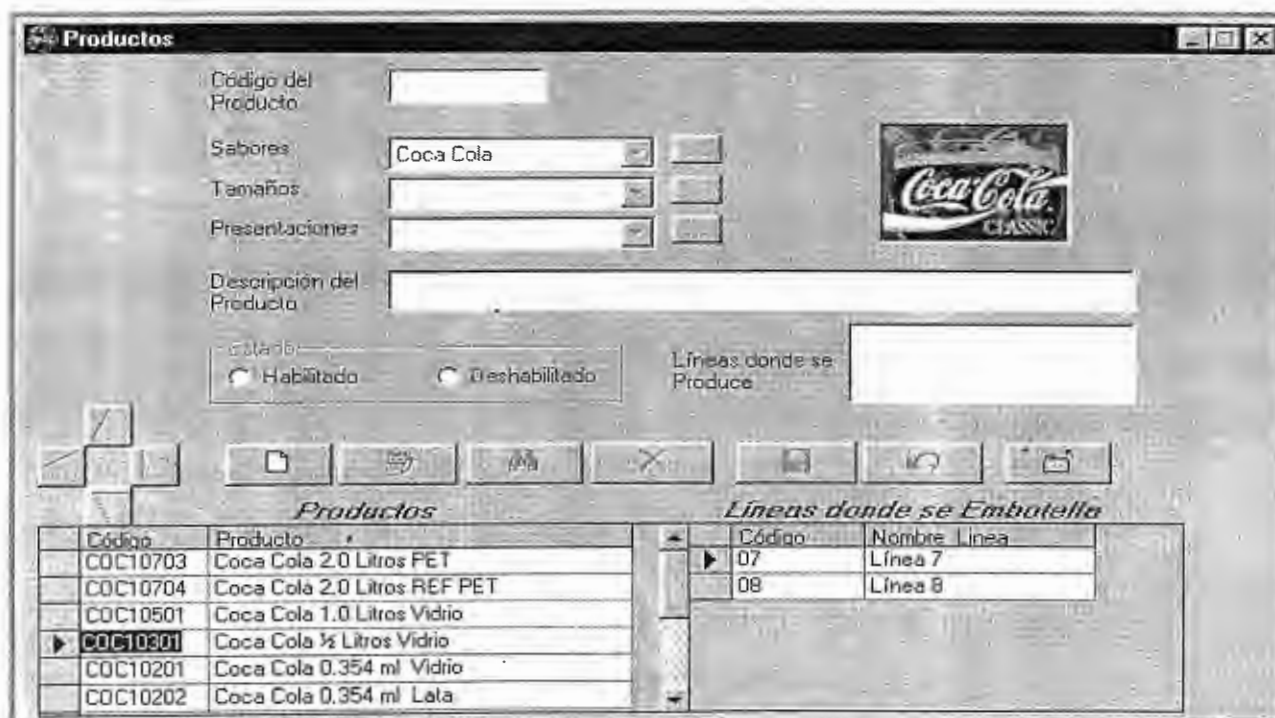 Productos
Código del
Producto
Sabores
Coca Cola
Tamaños
Presentaciones
Coca-Cola
CLASSIC
Descripción del
Producto
Estado
Habilitado
Deshabilitado
Líneas donde se
Produce
Productos
Líneas donde se Embotella
Código Producto
COC10703 Coca Cola 2.0 Litros PET
COC10704 Coca Cola 2.0 Litros REF PET
COC10501 Coca Cola 1.0 Litros Vidrio
COC10301 Coca Cola ½ Litros Vidrio
COC10201 Coca Cola 0.354 ml Vidrio
COC10202 Coca Cola 0.354 ml Lata
Código Nombre Linea
07 Línea 7
08 Línea 8